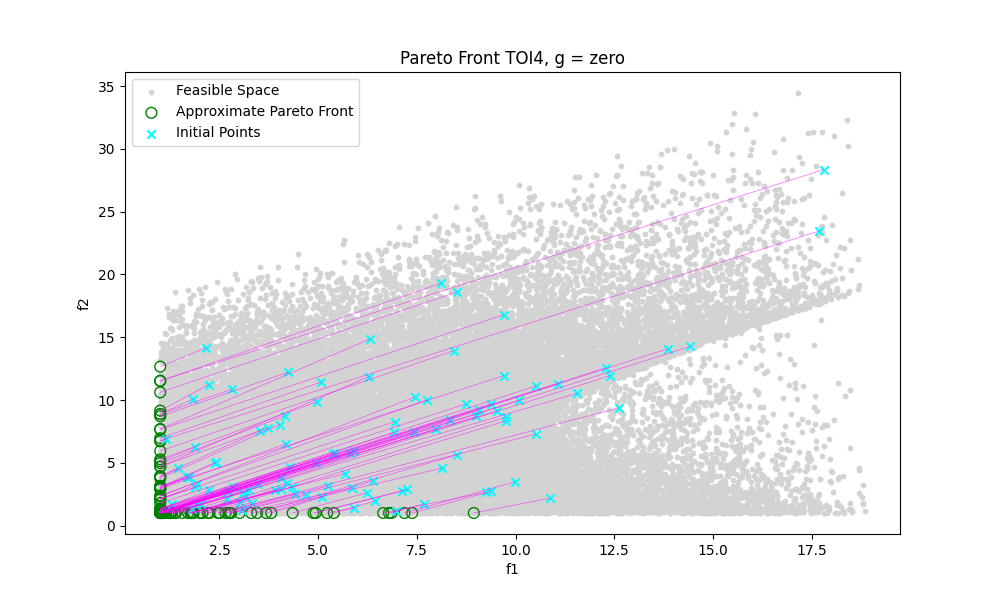 Pareto Front TOI4, g = zero
Feasible Space
Approximate Pareto Front
Initial Points
35
30
25
20
15
10
5
0
f2
2.5 5.0 7.5 10.0 12.5 15.0 17.5
f1